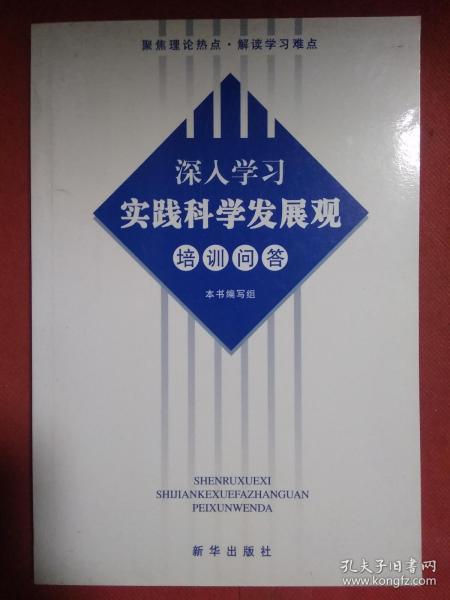 聚焦理论热点·解读学习难点
深入学习
实践科学发展观
培训问答
本书编写组
SHENRUXUEXI
SHIJIANKEXUEFAZHANGUAN
PEIXUNWENDA
新华出版社
孔夫子旧书网
www.kongfz.com